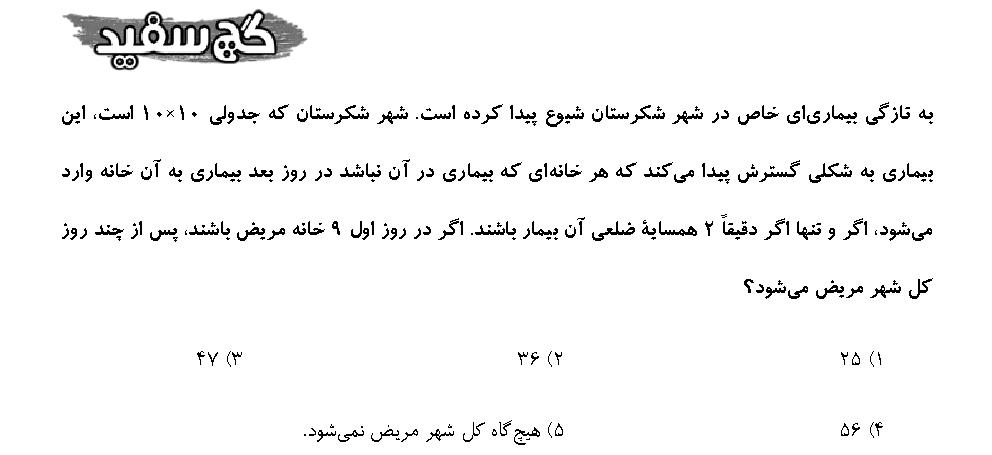 گچ سفید
به تازگی بیماری‌ای خاص در شهر شکرستان شیوع پیدا کرده است. شهر شکرستان که جدولی ۱۰×۱۰ است، این
بیماری به شکلی گسترش پیدا می‌کند که هر خانه‌ای که بیماری در آن نباشد در روز بعد بیماری به آن خانه وارد
می‌شود، اگر و تنها اگر دقیقاً ۲ همسایهٔ ضلعی آن بیمار باشند. اگر در روز اول ۹ خانه مریض باشند، پس از چند روز
کل شهر مریض می‌شود؟
۱) ۲۵ ۲) ۳۶ ۳) ۴۷
۴) ۵۶ ۵) هیچ‌گاه کل شهر مریض نمی‌شود.